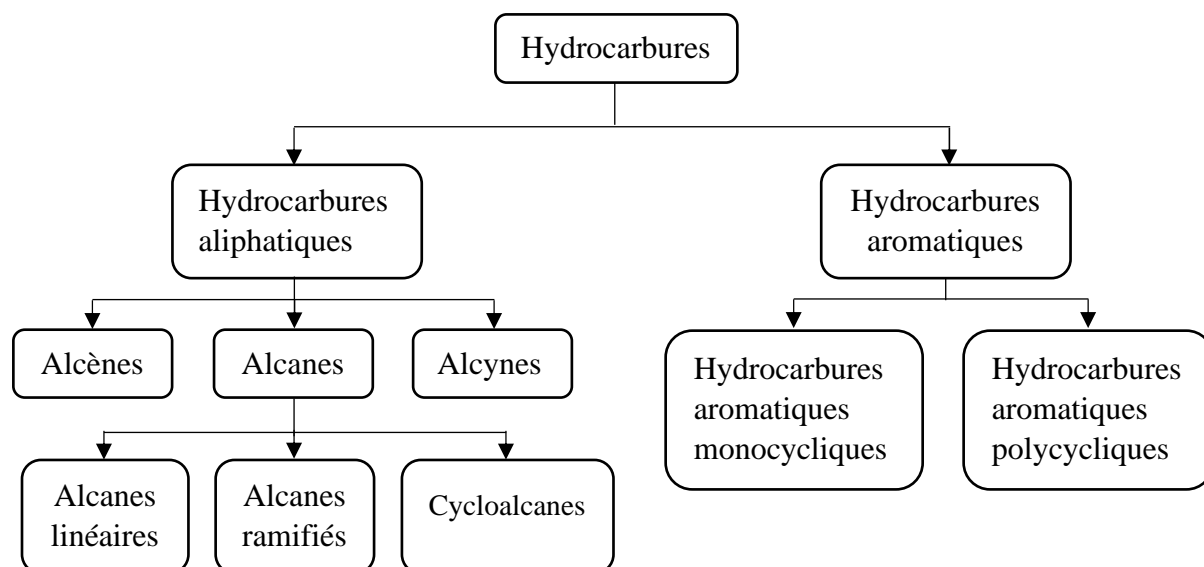 Hydrocarbures
Hydrocarbures
aliphatiques
Hydrocarbures
aromatiques
Alcènes
Alcanes
Alcynes
Hydrocarbures
aromatiques
monocycliques
Hydrocarbures
aromatiques
polycycliques
Alcanes
linéaires
Alcanes
ramifiés
Cycloalcanes